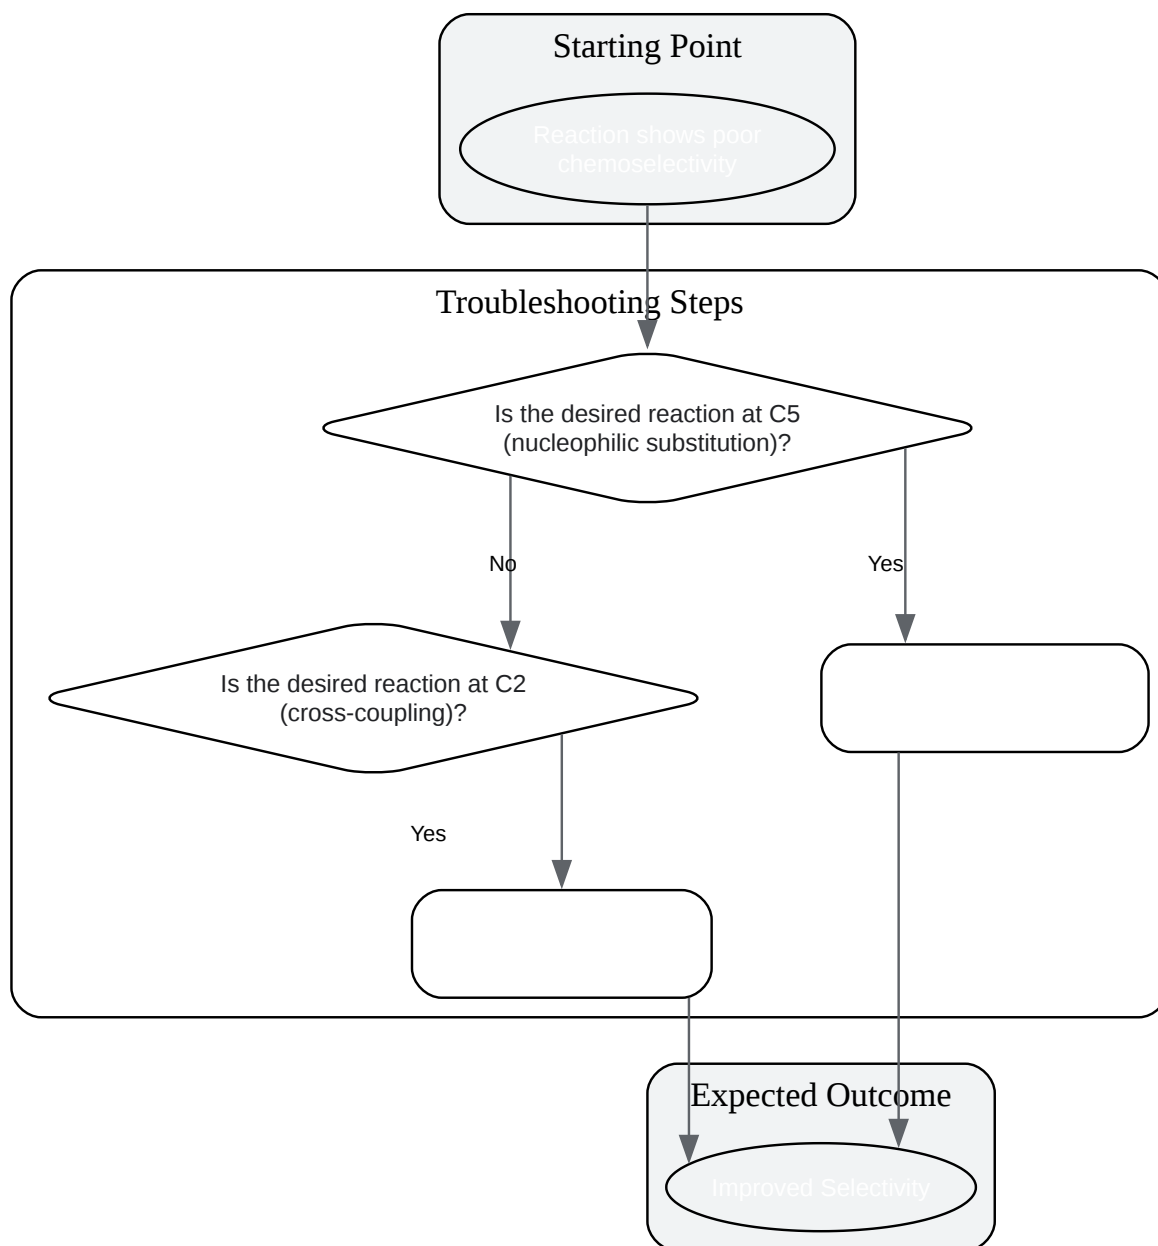 Starting Point
Reaction shows poor
chemoselectivity
Troubleshooting Steps
Is the desired reaction at C5
(nucleophilic substitution)?
No
Yes
Is the desired reaction at C2
(cross-coupling)?
Yes
Expected Outcome
Improved Selectivity